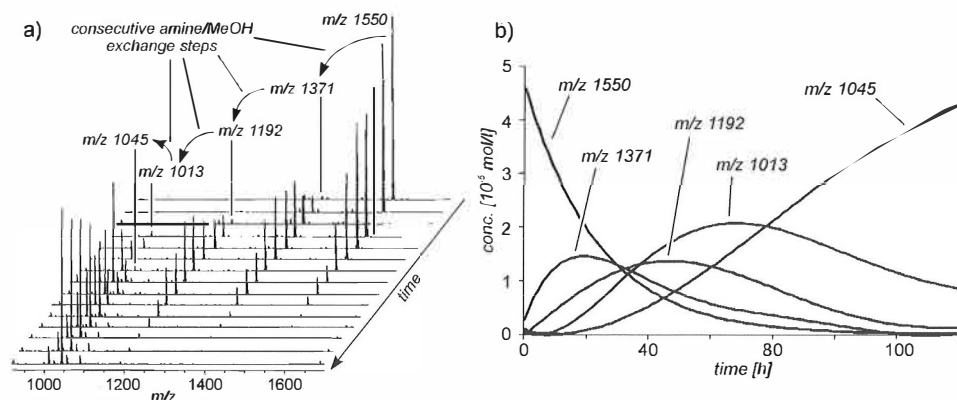 a)
consecutive amine/MeOH
exchange steps
m/z 1550
m/z 1371
m/z 1192
m/z 1045
m/z 1013
time
1000 1200 1400 1600
m/z
b)
5
4
3
2
1
0
conc. [10⁻⁵ mol/l]
m/z 1550
m/z 1045
m/z 1192
m/z 1371
m/z 1013
0 40 80 100
time [h]